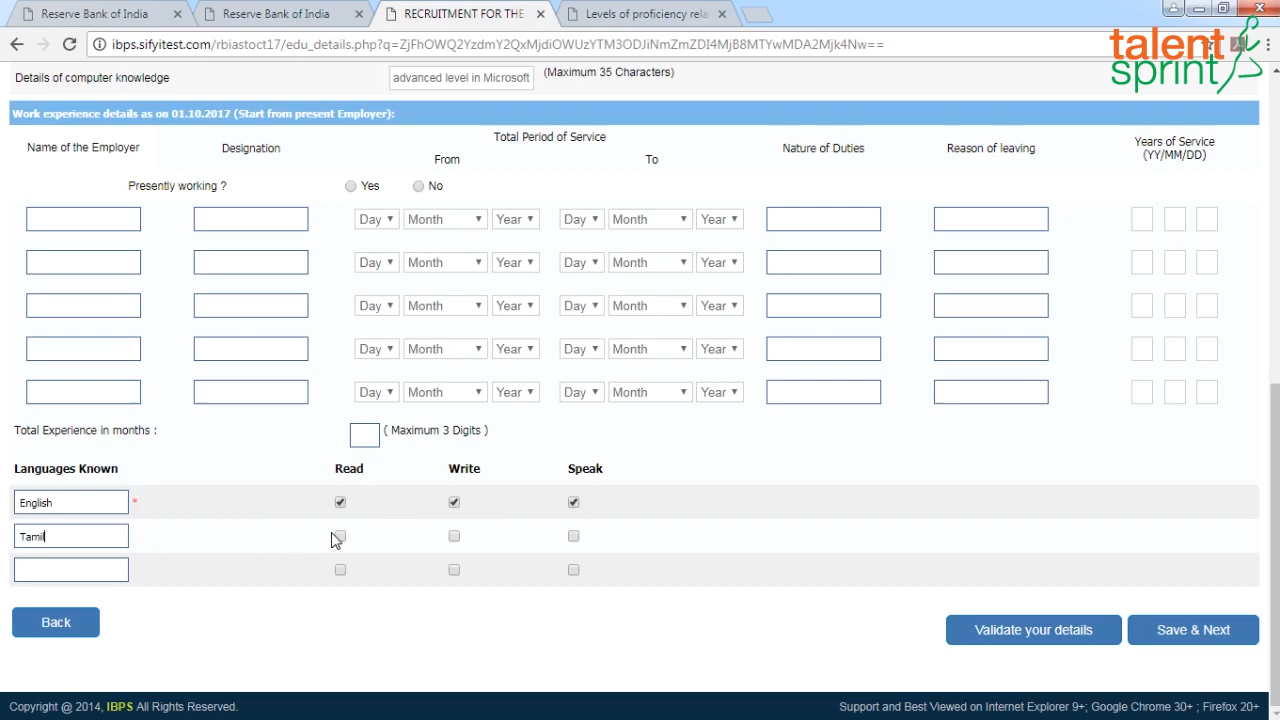 Reserve Bank of India
Reserve Bank of India
RECRUITMENT FOR THE
Levels of proficiency rela
talent
sprint
Details of computer knowledge
advanced level in Microsoft
(Maximum 35 Characters)
Work experience details as on 01.10.2017 (Start from present Employer):
Name of the Employer
Designation
Total Period of Service
From
To
Nature of Duties
Reason of leaving
Years of Service
(YY/MM/DD)
Presently working ?
Yes
No
Day Month Year Day Month Year
Day Month Year Day Month Year
Day Month Year Day Month Year
Day Month Year Day Month Year
Day Month Year Day Month Year
Total Experience in months :
( Maximum 3 Digits )
Languages Known Read Write Speak
English *
Tamil
Back
Validate your details
Save & Next
Copyright @ 2014, IBPS All Rights Reserved.
Support and Best Viewed on Internet Explorer 9+; Google Chrome 30+ ; Firefox 20+